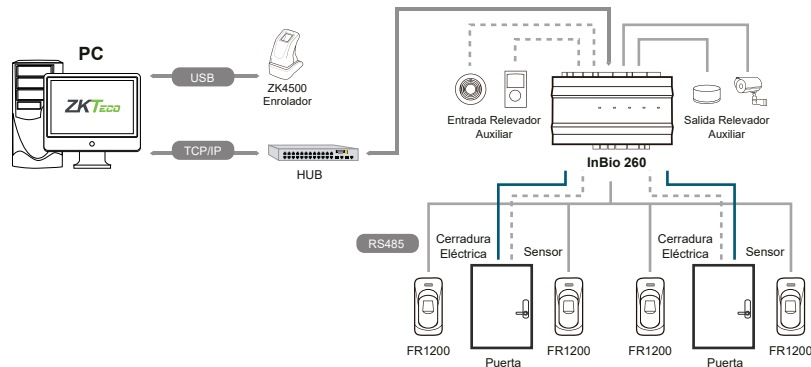 PC
USB
ZK4500
Enrolador
ZKTeco
TCP/IP
HUB
Entrada Relevador
Auxiliar
Salida Relevador
Auxiliar
InBio 260
RS485
Cerradura
Eléctrica
Sensor
Cerradura
Eléctrica
Sensor
FR1200
Puerta
FR1200
FR1200
Puerta
FR1200